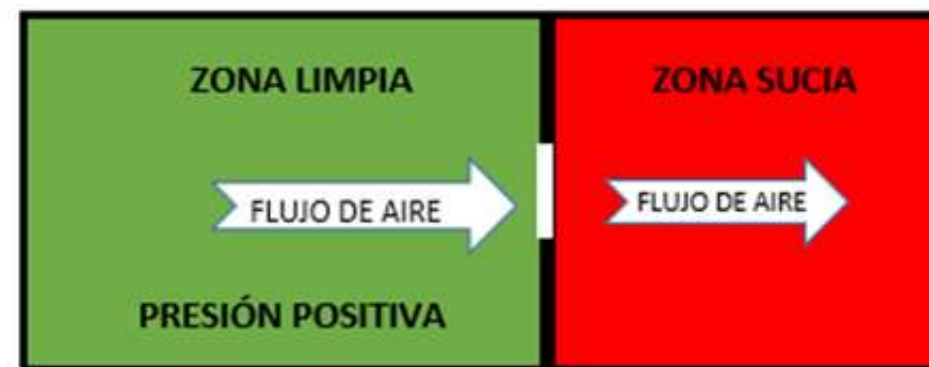 ZONA LIMPIA
ZONA SUCIA
FLUJO DE AIRE
FLUJO DE AIRE
PRESIÓN POSITIVA